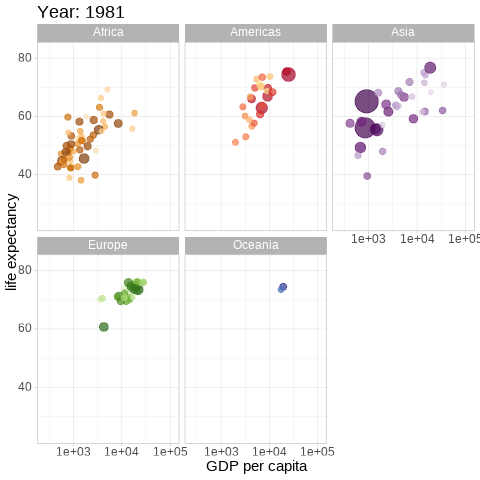 Year: 1981
Africa
Americas
Asia
80
60
40
1e+03
1e+04
1e+05
Europe
Oceania
80
60
40
1e+03
1e+04
1e+05
1e+03
1e+04
1e+05
life expectancy
GDP per capita